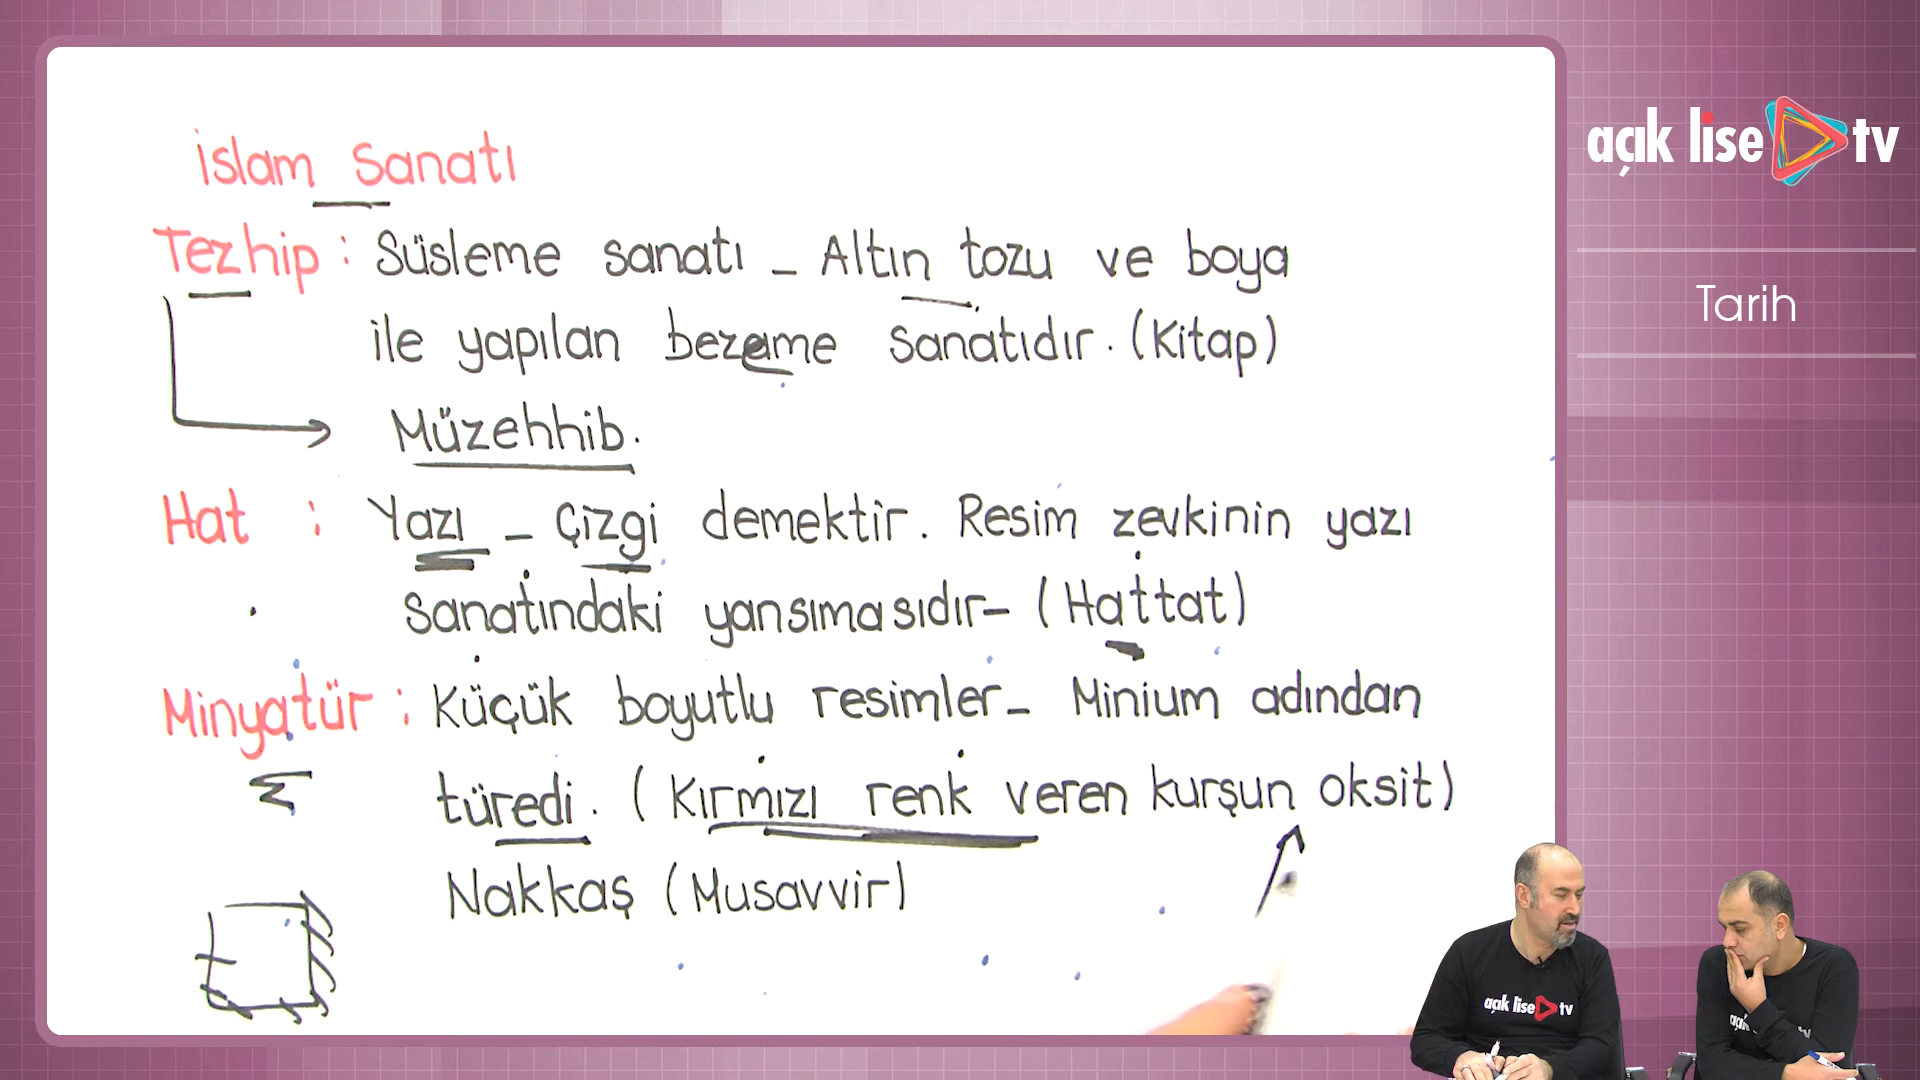 İslam Sanatı
Tezhip : Süsleme sanatı - Altın tozu ve boya
ile yapılan bezeme sanatıdır. (Kitap)
Müzehhib.
Hat : Yazı - Çizgi demektir. Resim zevkinin yazı
sanatındaki yansımasıdır- (Hattat)
Minyatür : Küçük boyutlu resimler- Minium adından
türedi. (Kırmızı renk veren kurşun oksit)
Nakkaş (Musavvir)
açık lise tv
Tarih
açık lise tv